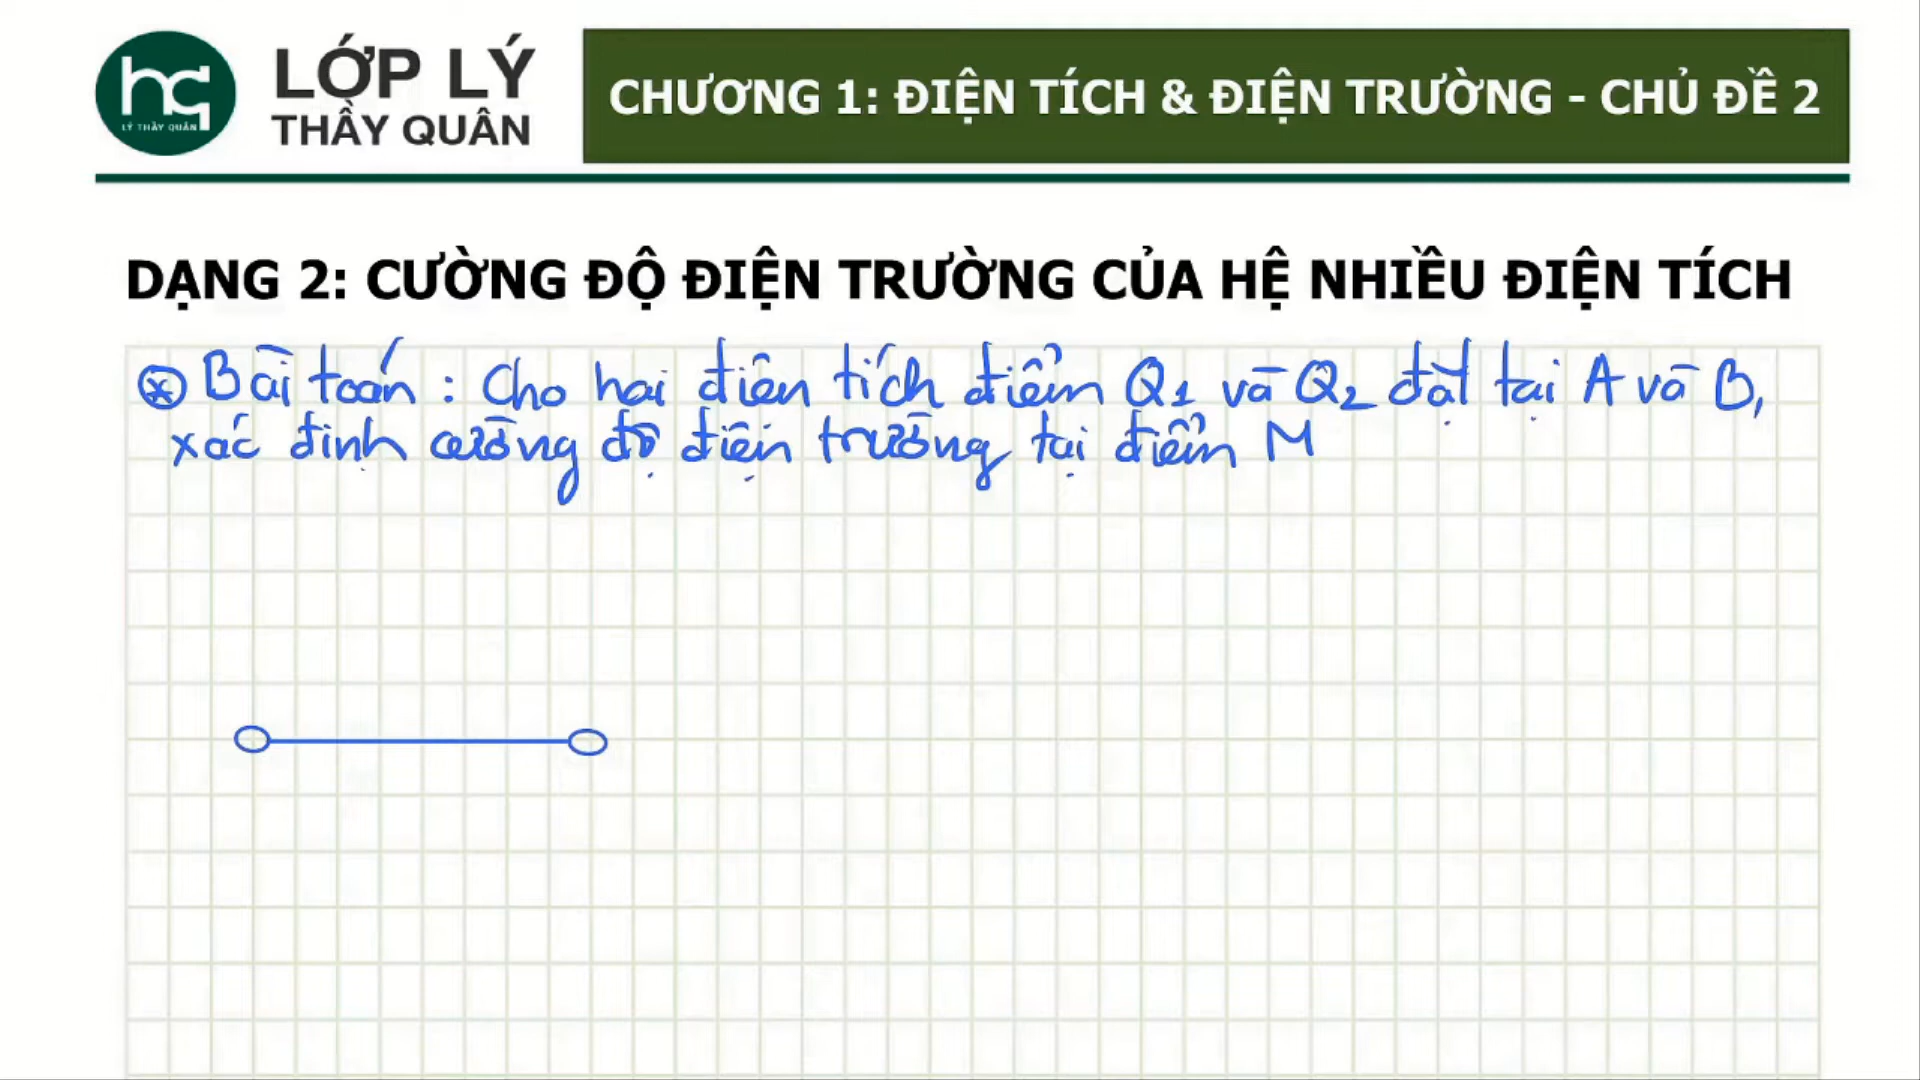 hq
LÝ THẦY QUÂN
LỚP LÝ
THẦY QUÂN
CHƯƠNG 1: ĐIỆN TÍCH & ĐIỆN TRƯỜNG - CHỦ ĐỀ 2
DẠNG 2: CƯỜNG ĐỘ ĐIỆN TRƯỜNG CỦA HỆ NHIỀU ĐIỆN TÍCH
* Bài toán : Cho hai điện tích điểm Q1 và Q2 đặt tại A và B,
xác định cường độ điện trường tại điểm M